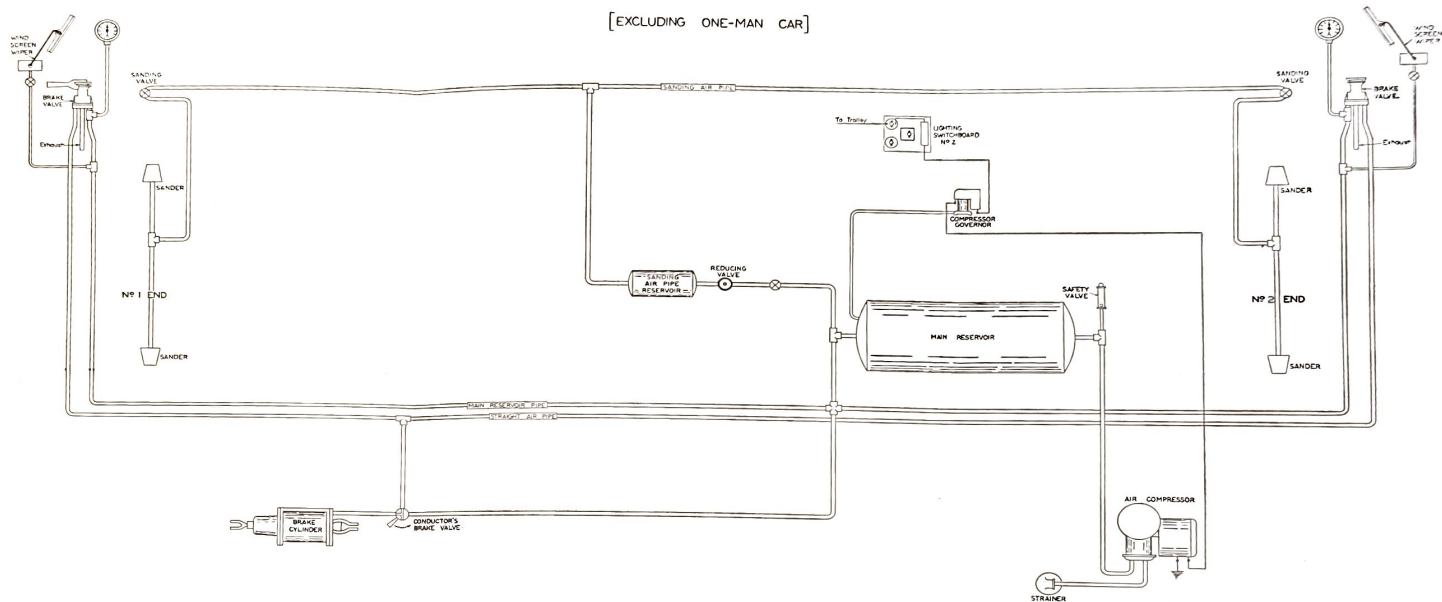 [EXCLUDING ONE-MAN CAR]
WIND
SCREEN
WIPER
WIND
SCREEN
WIPER
SANDING
VALVE
SANDING
VALVE
BRAKE
VALVE
BRAKE
VALVE
SANDING AIR PIPE
To Trolley
LIGHTING
SWITCHBOARD
Nº 2
Exhaust
Exhaust
SANDER
SANDER
COMPRESSOR
GOVERNOR
REDUCING
VALVE
SANDING
AIR PIPE
RESERVOIR
SAFETY
VALVE
Nº 1 END
Nº 2 END
MAIN RESERVOIR
SANDER
SANDER
MAIN RESERVOIR PIPE
STRAIGHT AIR PIPE
AIR COMPRESSOR
BRAKE
CYLINDER
CONDUCTOR'S
BRAKE VALVE
STRAINER